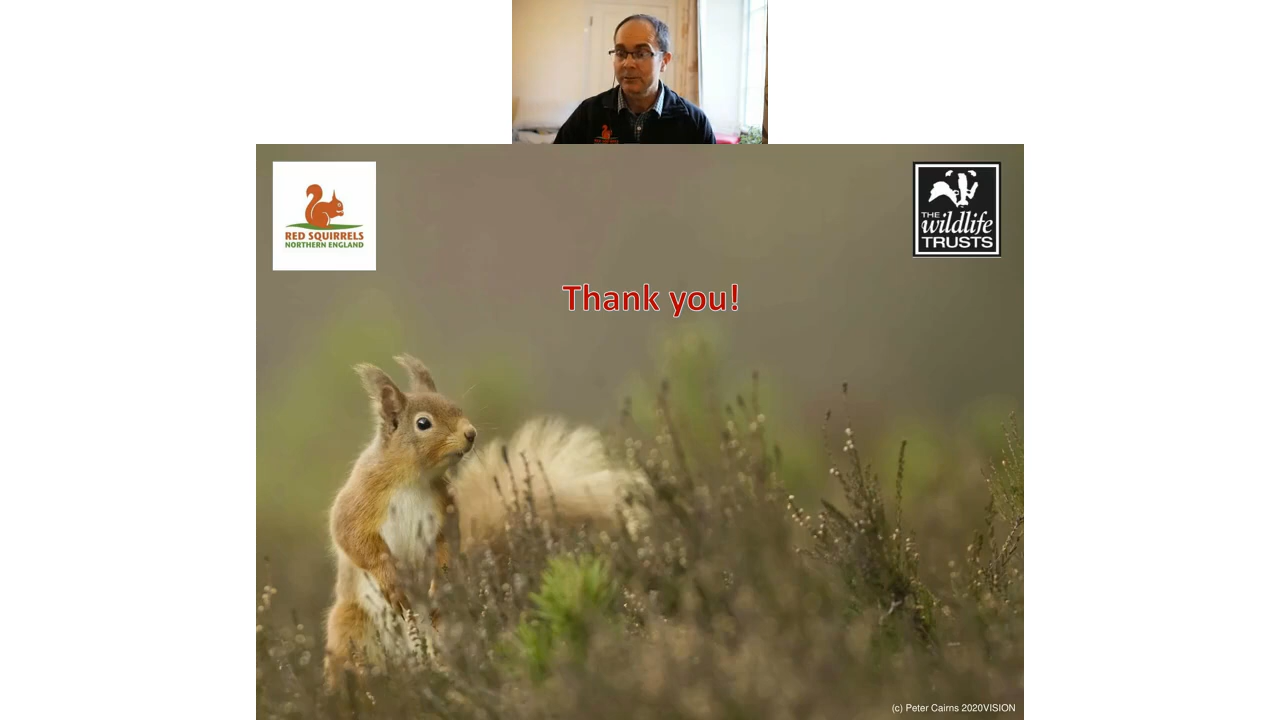 RED SQUIRRELS
NORTHERN ENGLAND
THE
wildlife
TRUSTS
Thank you!
(c) Peter Cairns 2020VISION